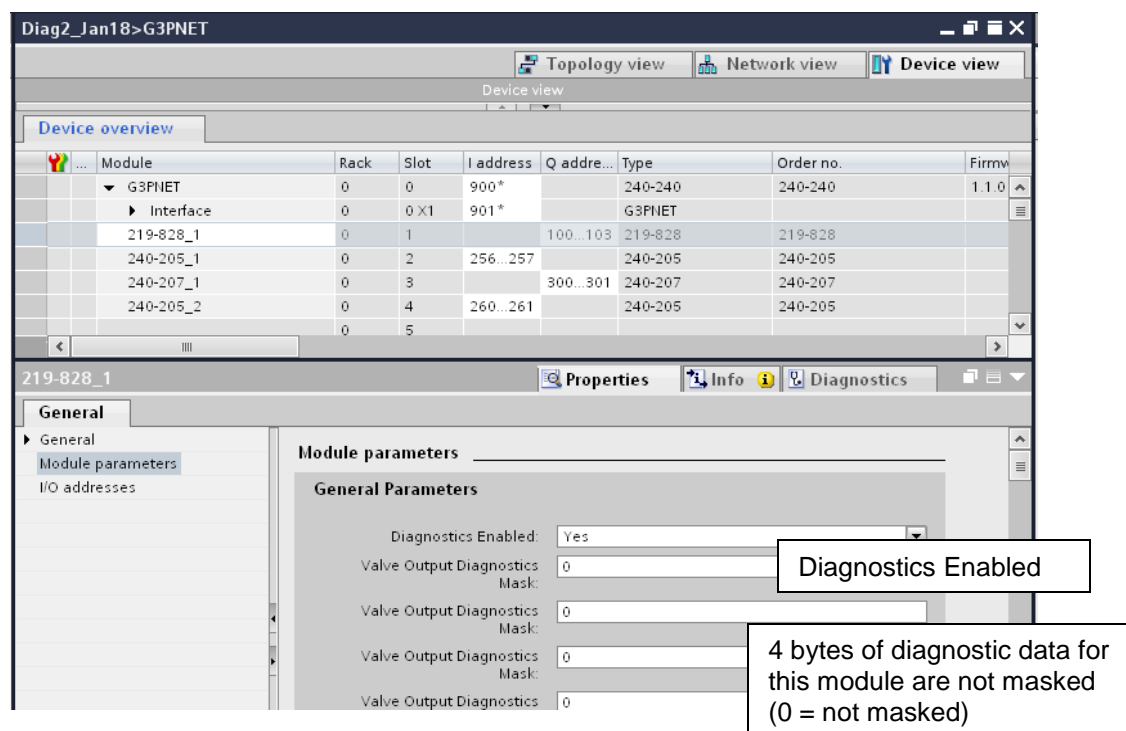 Diag2_Jan18>G3PNET
Topology view Network view Device view
Device view
Device overview
... Module Rack Slot I address Q addre... Type Order no. Firmw
G3PNET 0 0 900* 240-240 240-240 1.1.0
Interface 0 0 X1 901* G3PNET
219-828_1 0 1 100...103 219-828 219-828
240-205_1 0 2 256...257 240-205 240-205
240-207_1 0 3 300...301 240-207 240-207
240-205_2 0 4 260...261 240-205 240-205
0 5
219-828_1 Properties Info Diagnostics
General
General
Module parameters
I/O addresses
Module parameters
General Parameters
Diagnostics Enabled: Yes
Diagnostics Enabled
Valve Output Diagnostics 0
Mask:
Valve Output Diagnostics 0
Mask:
Valve Output Diagnostics 0
Mask:
Valve Output Diagnostics 0
4 bytes of diagnostic data for
this module are not masked
(0 = not masked)